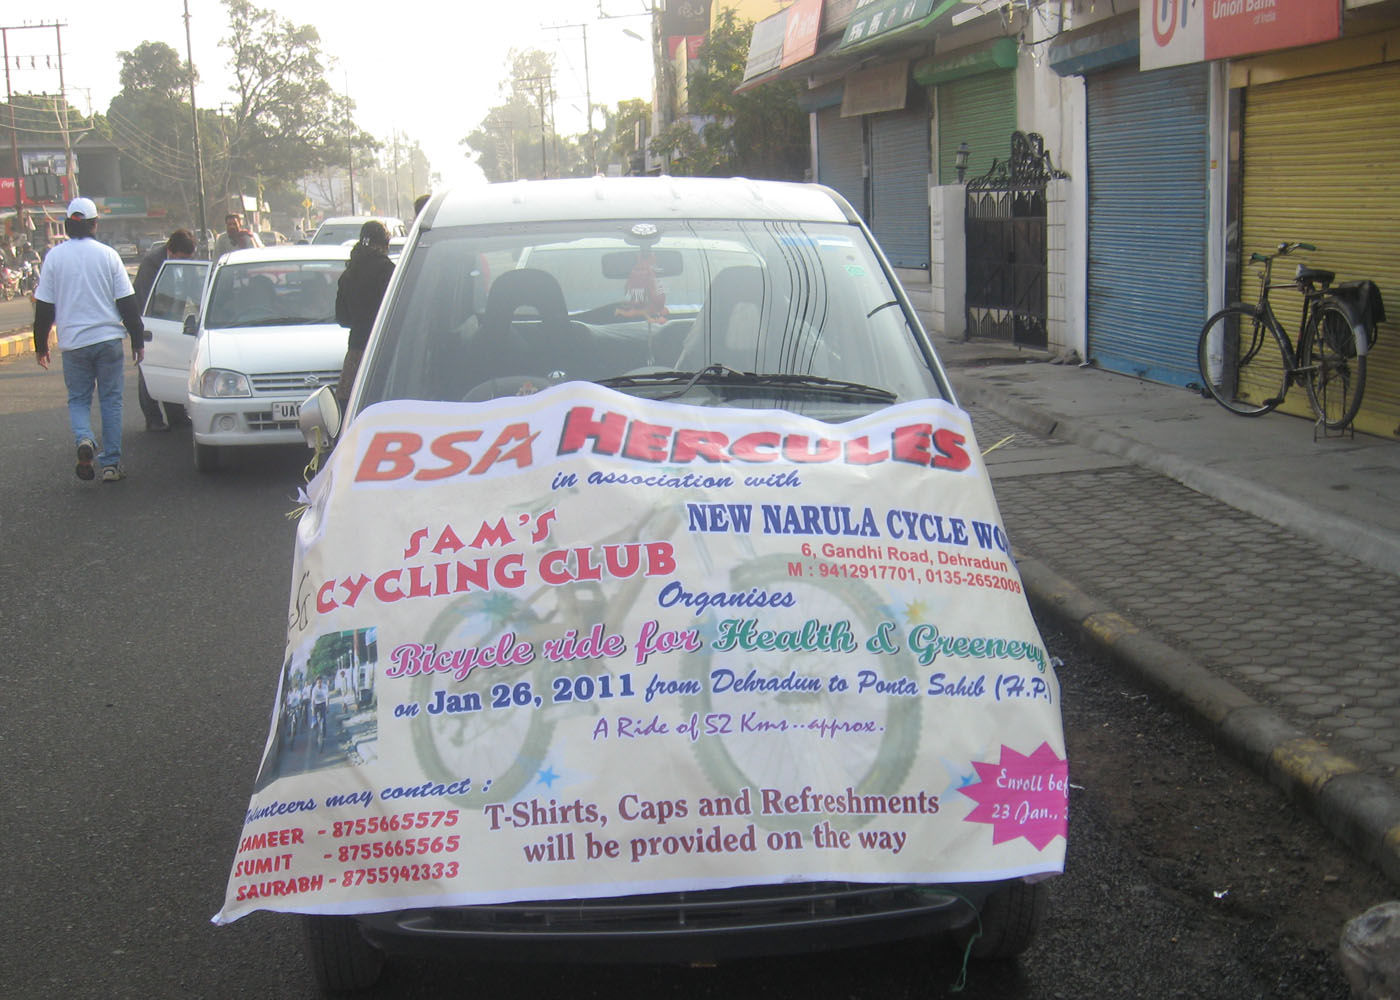 BSA HERCULES
in association with
SAM'S
CYCLING CLUB
NEW NARULA CYCLE
6, Gandhi Road, Dehradun
M : 9412917701, 0135-2652009
Organises
Bicycle ride for Health & Greenery
on Jan 26, 2011 from Dehradun to Ponta Sahib (H.P.)
A Ride of 52 Kms--approx.
Volunteers may contact :
SAMEER - 8755665575
SUMIT - 8755665565
SAURABH - 8755942333
T-Shirts, Caps and Refreshments
will be provided on the way
Enroll
23 Jan.,
Union Bank
of India
UA